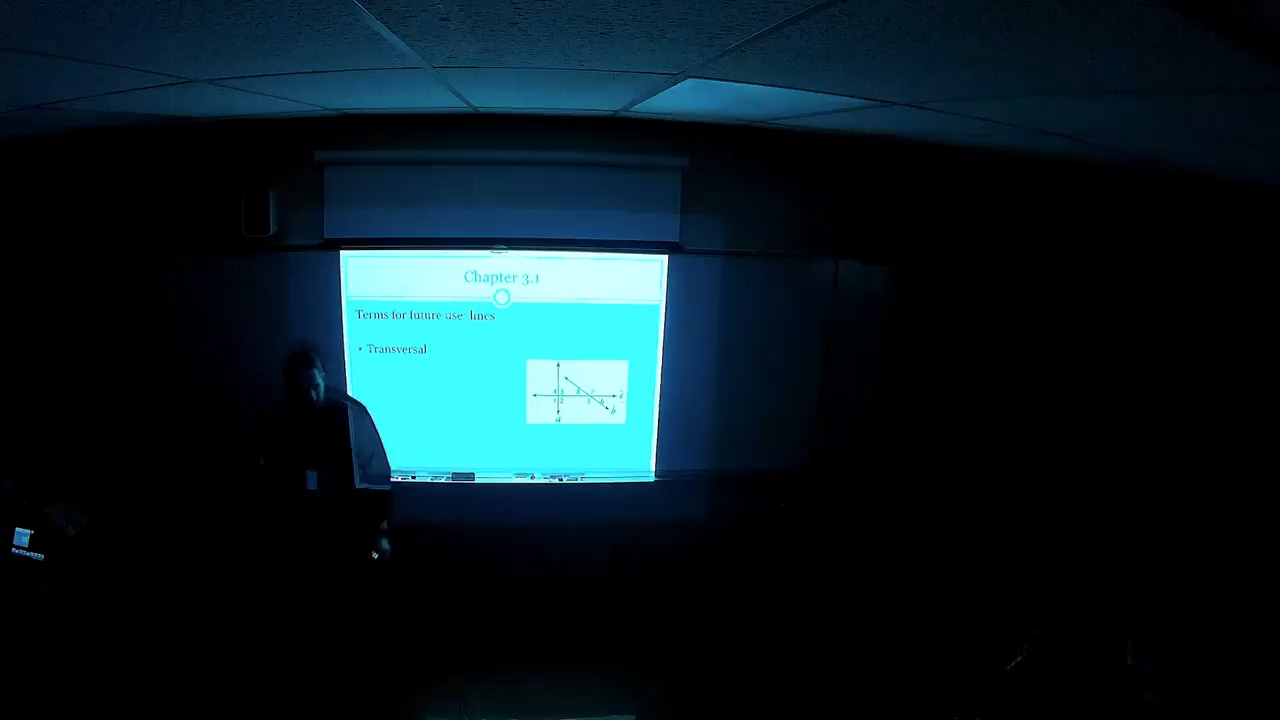 Chapter 3.1
Terms for future use: lines
• Transversal